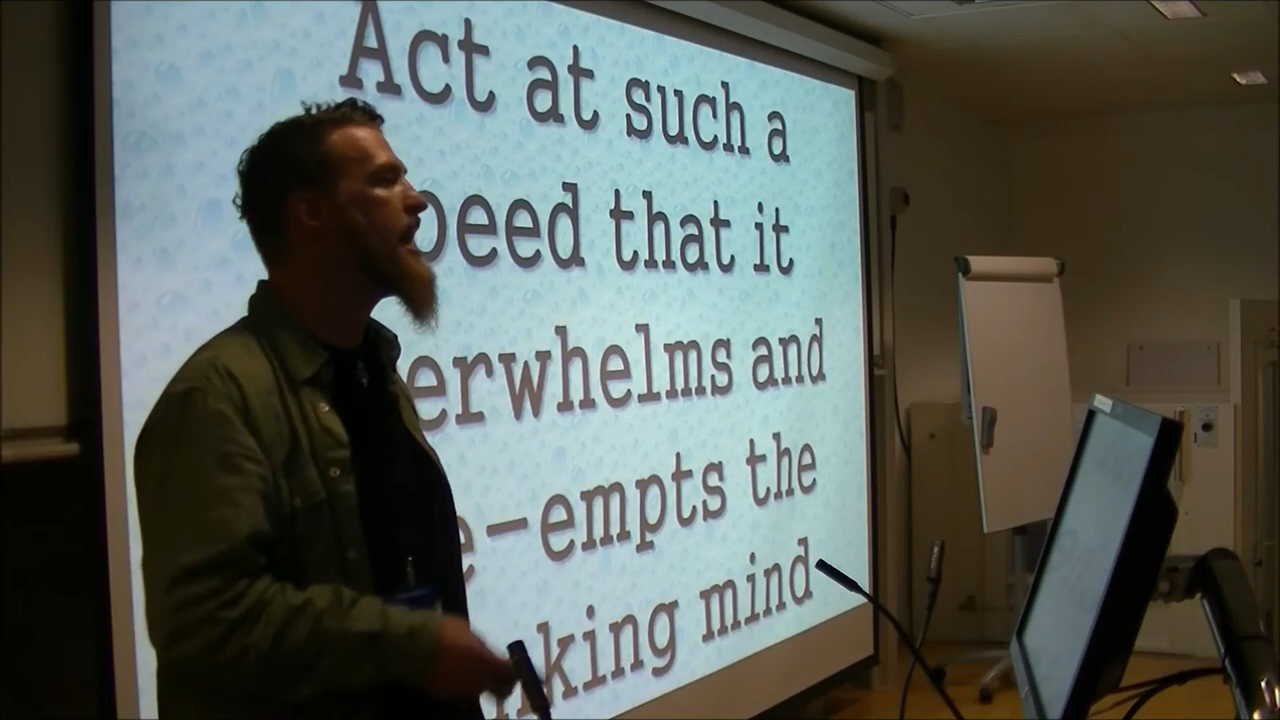 Act at such a
peed that it
erwhelms and
e-empts the
king mind